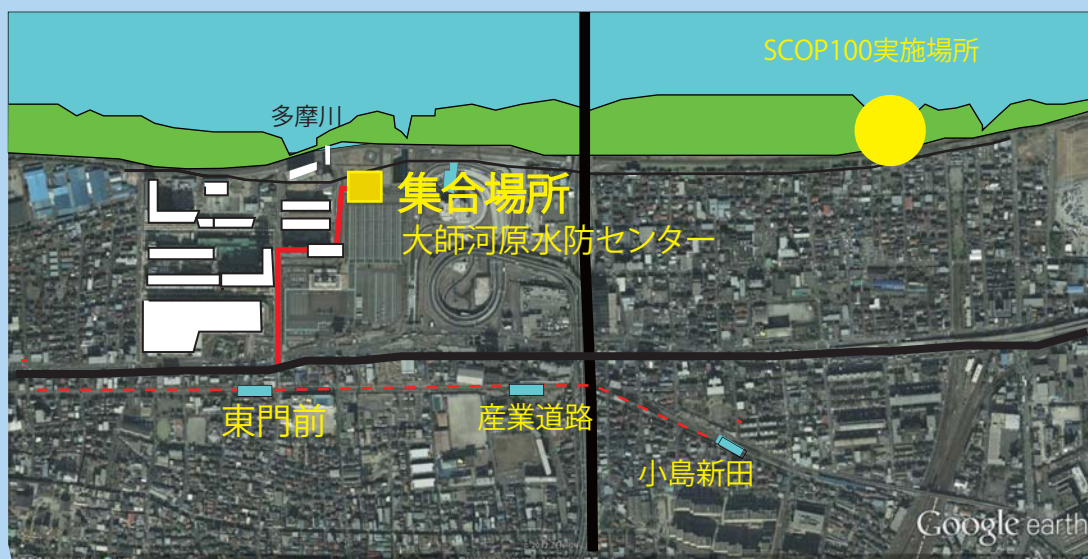 SCOP100実施場所
多摩川
集合場所
大師河原水防センター
東門前
産業道路
小島新田
Google earth